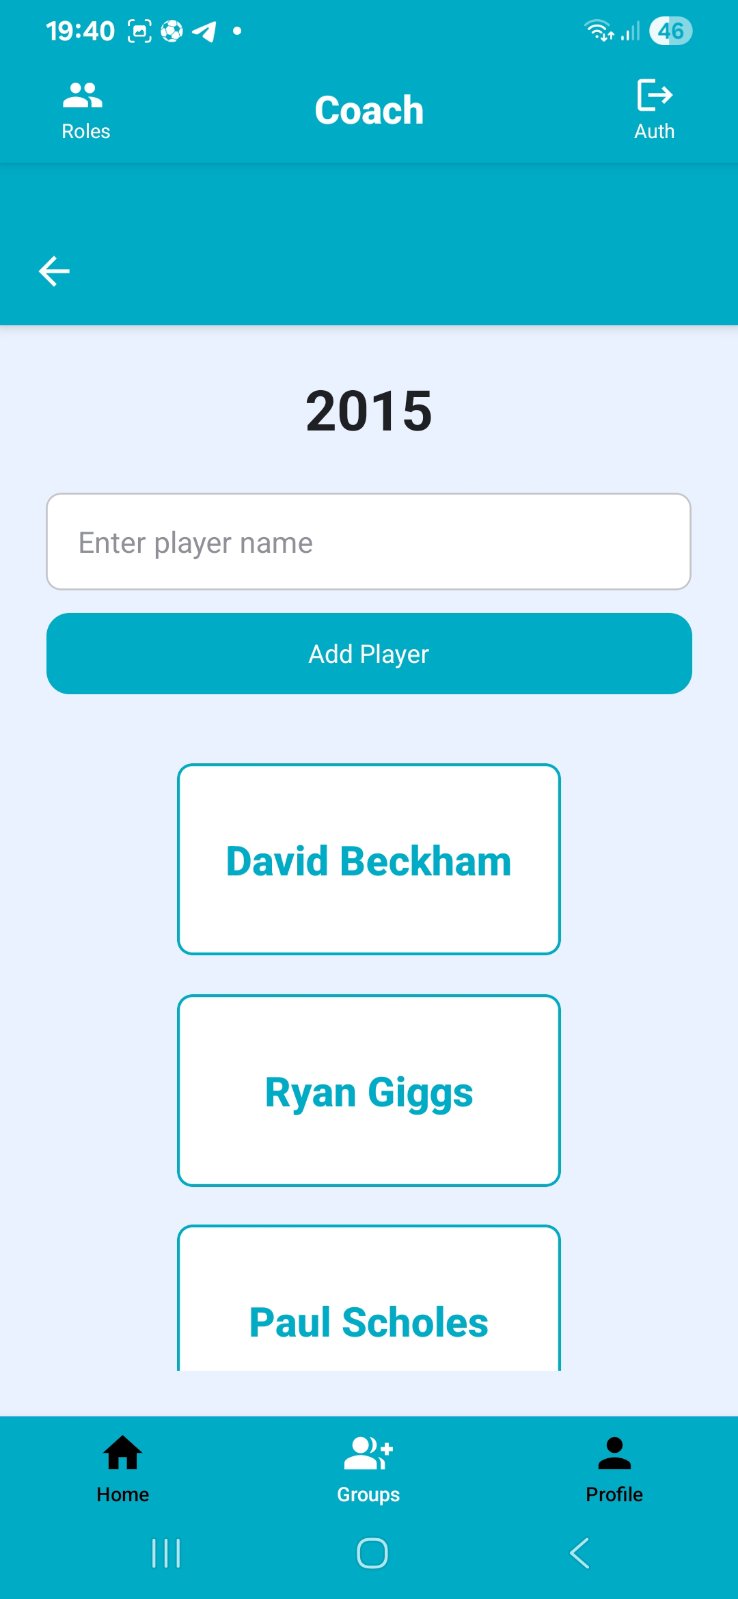 19:40
46
Roles
Coach
Auth
2015
Enter player name
Add Player
David Beckham
Ryan Giggs
Paul Scholes
Home
Groups
Profile